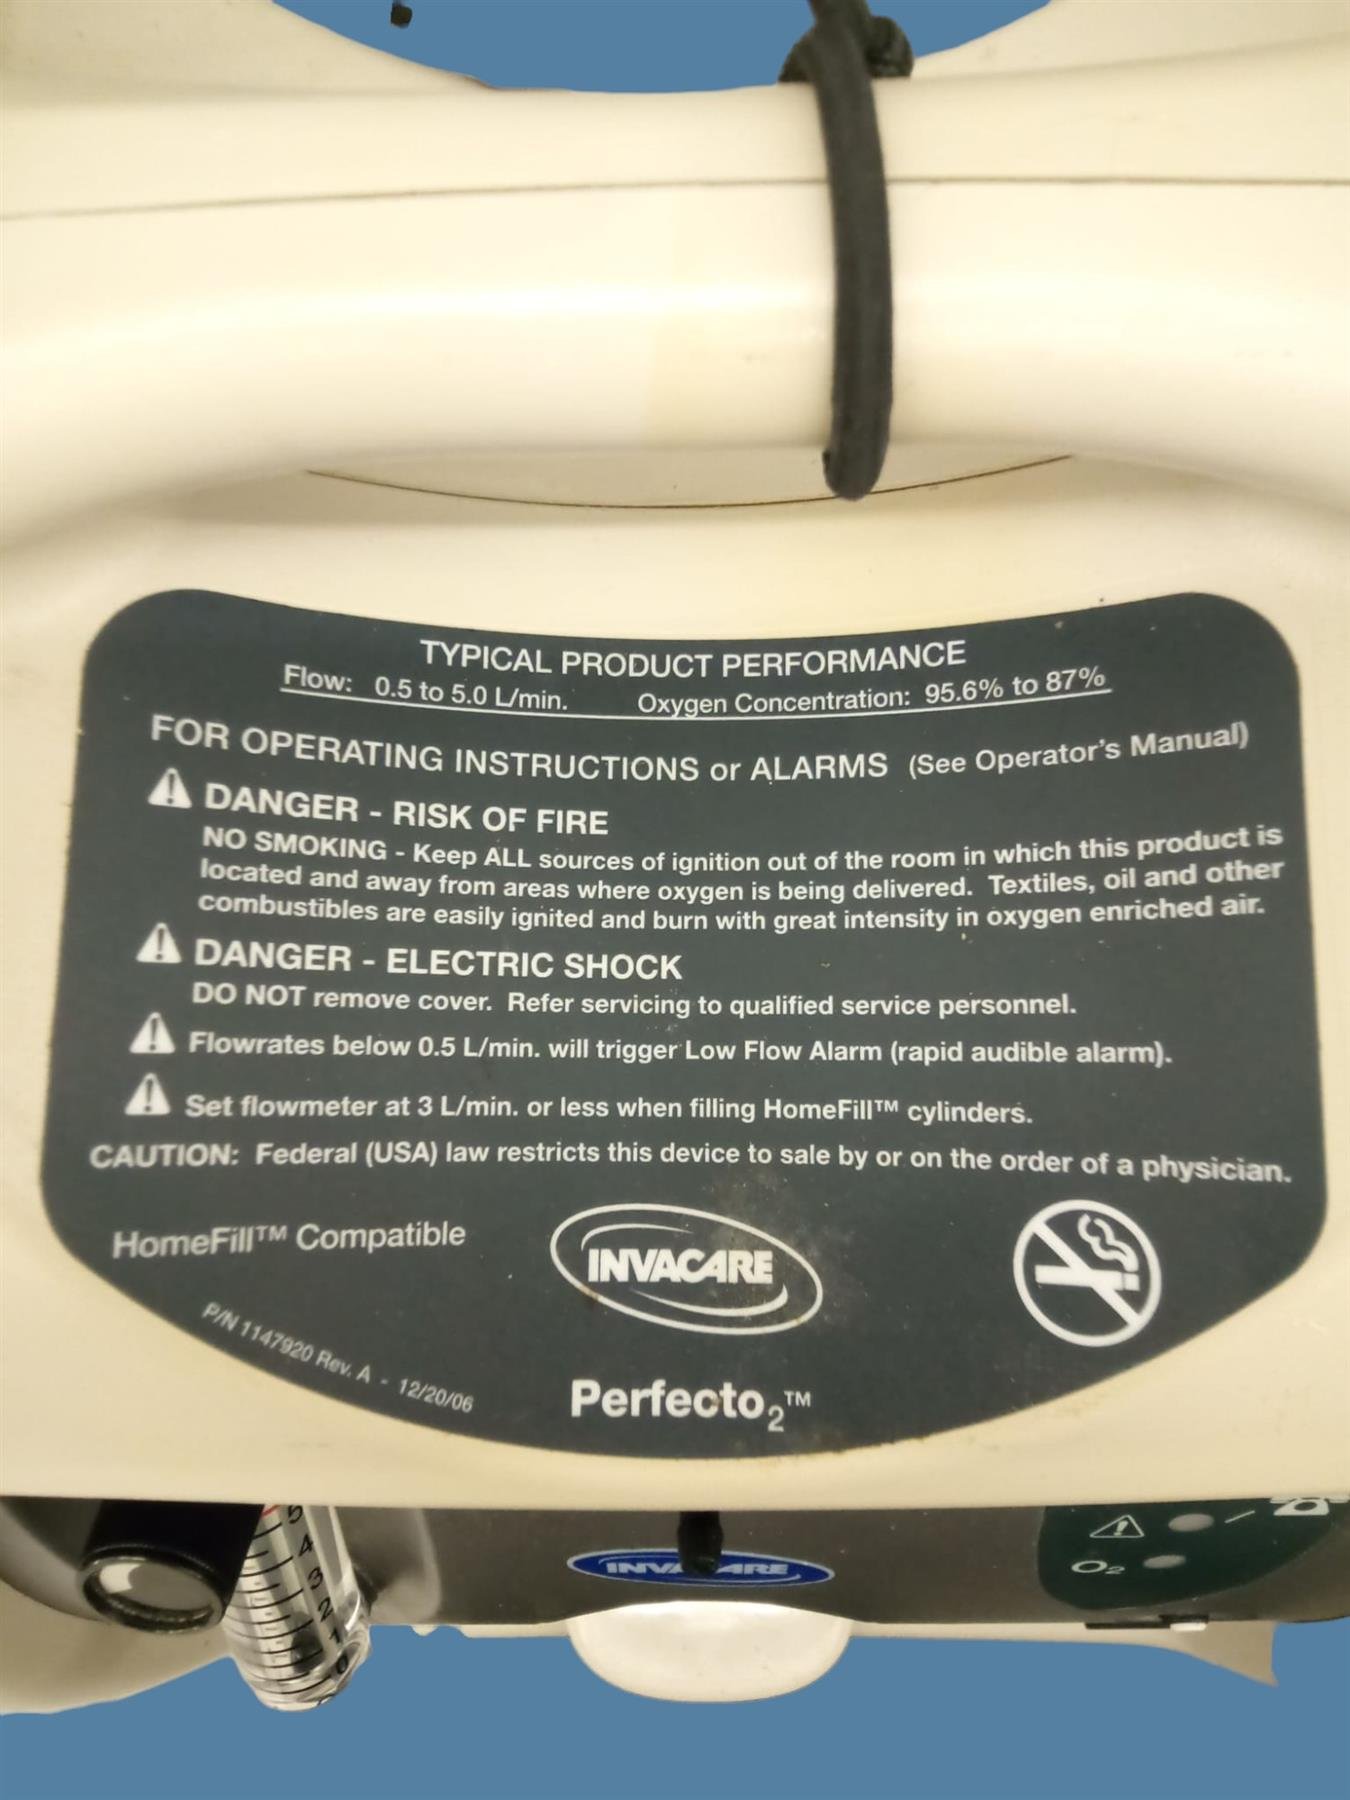 TYPICAL PRODUCT PERFORMANCE
Flow: 0.5 to 5.0 L/min. Oxygen Concentration: 95.6% to 87%
FOR OPERATING INSTRUCTIONS or ALARMS (See Operator's Manual)
DANGER - RISK OF FIRE
NO SMOKING - Keep ALL sources of ignition out of the room in which this product is
located and away from areas where oxygen is being delivered. Textiles, oil and other
combustibles are easily ignited and burn with great intensity in oxygen enriched air.
DANGER - ELECTRIC SHOCK
DO NOT remove cover. Refer servicing to qualified service personnel.
Flowrates below 0.5 L/min. will trigger Low Flow Alarm (rapid audible alarm).
Set flowmeter at 3 L/min. or less when filling HomeFill™ cylinders.
CAUTION: Federal (USA) law restricts this device to sale by or on the order of a physician.
HomeFill™ Compatible
INVACARE
P/N 1147920 Rev. A - 12/20/06
Perfecto₂™
5
4
3
2
1
0
O₂